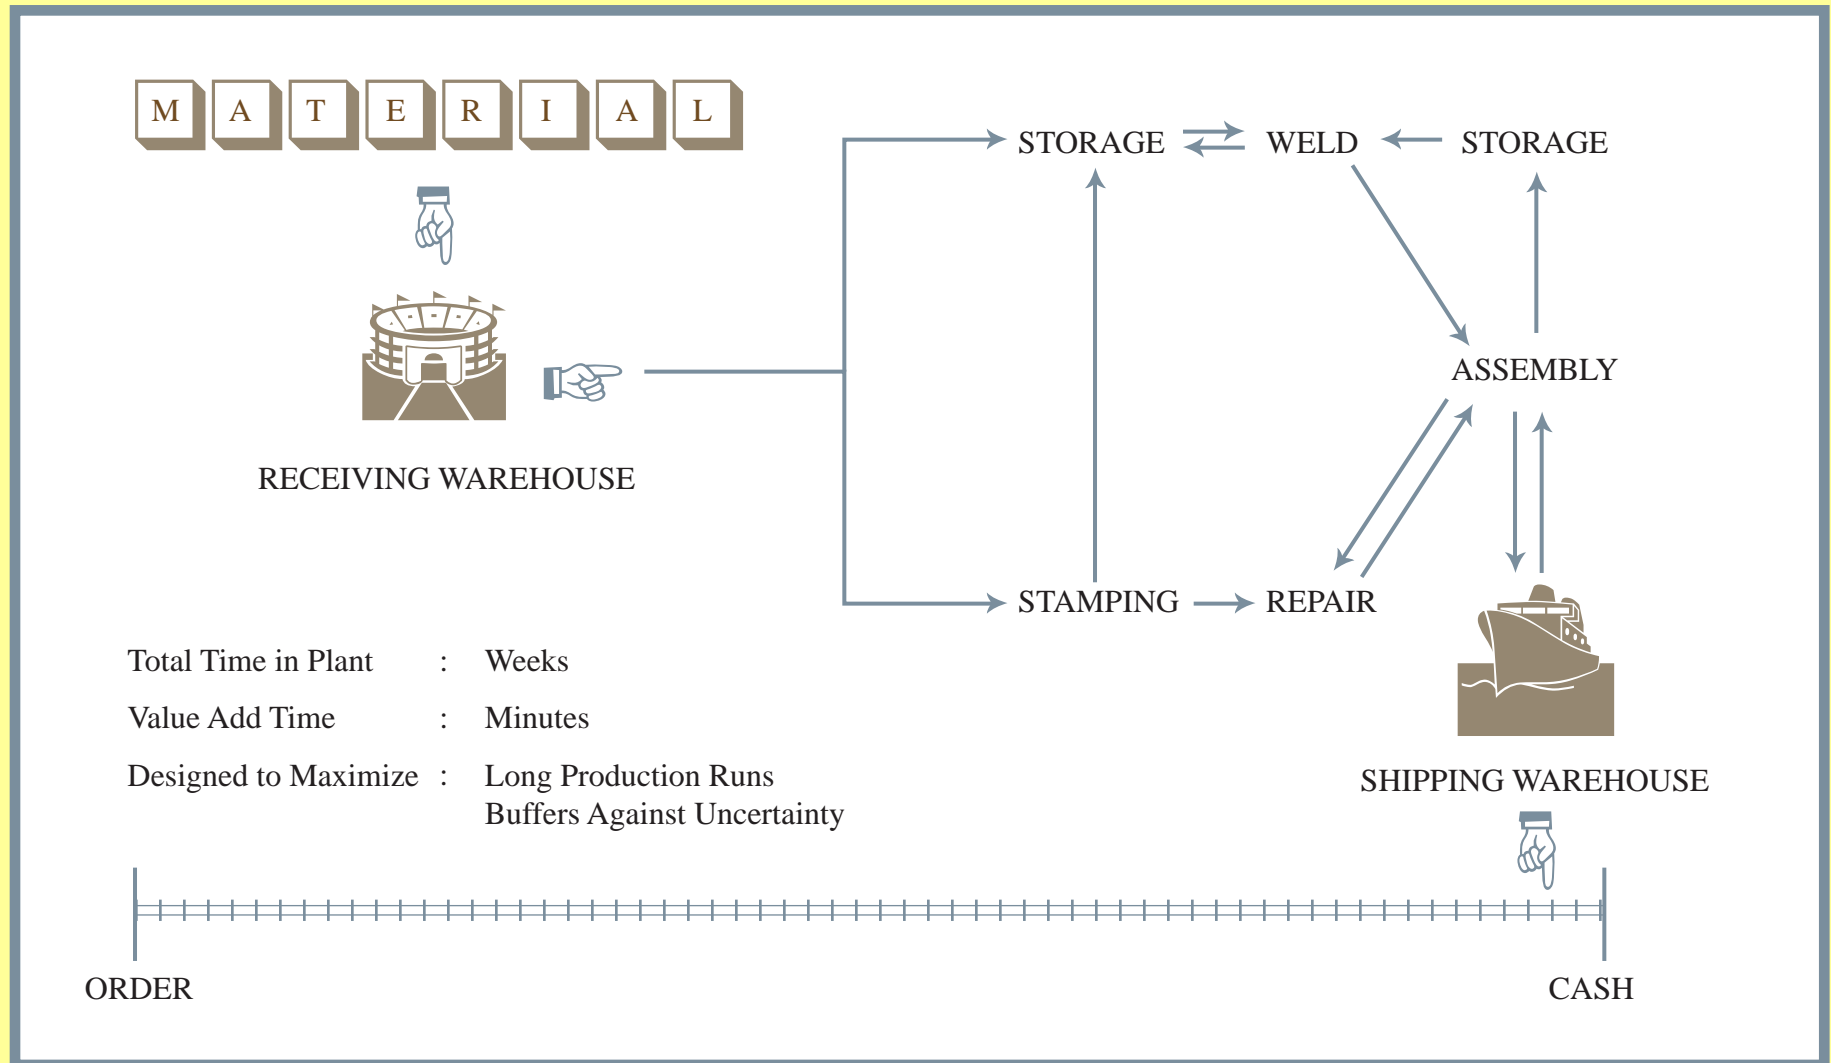 MATERIAL
STORAGE WELD STORAGE
ASSEMBLY
RECEIVING WAREHOUSE
STAMPING REPAIR
Total Time in Plant : Weeks
Value Add Time : Minutes
Designed to Maximize : Long Production Runs
Buffers Against Uncertainty
SHIPPING WAREHOUSE
ORDER CASH